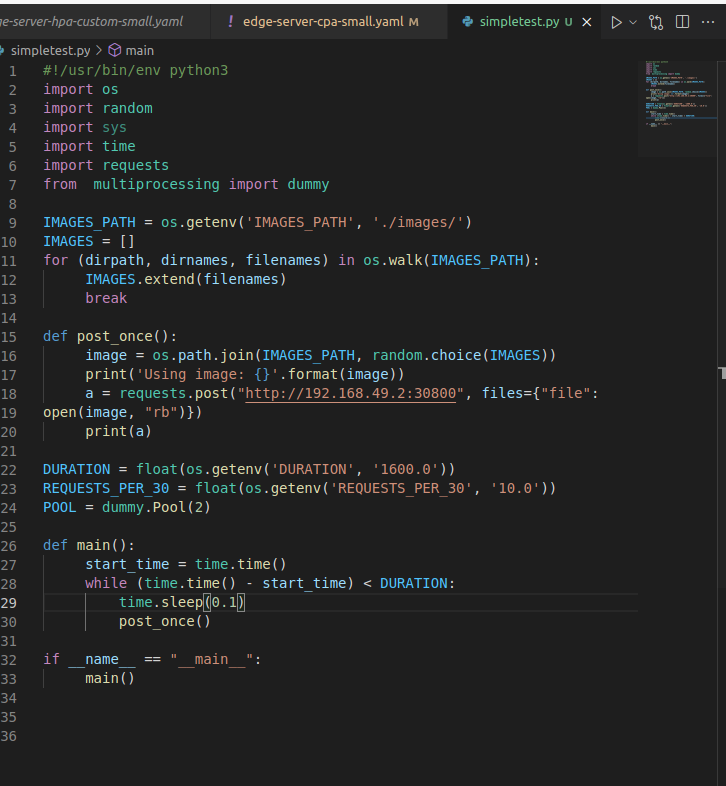 e-server-hpa-custom-small.yaml ! edge-server-cpa-small.yaml M simpletest.py U
simpletest.py > main
1 #!/usr/bin/env python3
2 import os
3 import random
4 import sys
5 import time
6 import requests
7 from  multiprocessing import dummy
8
9 IMAGES_PATH = os.getenv('IMAGES_PATH', './images/')
10 IMAGES = []
11 for (dirpath, dirnames, filenames) in os.walk(IMAGES_PATH):
12      IMAGES.extend(filenames)
13      break
14
15 def post_once():
16      image = os.path.join(IMAGES_PATH, random.choice(IMAGES))
17      print('Using image: {}'.format(image))
18      a = requests.post("http://192.168.49.2:30800", files={"file":
19 open(image, "rb")})
20      print(a)
21
22 DURATION = float(os.getenv('DURATION', '1600.0'))
23 REQUESTS_PER_30 = float(os.getenv('REQUESTS_PER_30', '10.0'))
24 POOL = dummy.Pool(2)
25
26 def main():
27      start_time = time.time()
28      while (time.time() - start_time) < DURATION:
29          time.sleep(0.1)
30          post_once()
31
32 if __name__ == "__main__":
33      main()
34
35
36